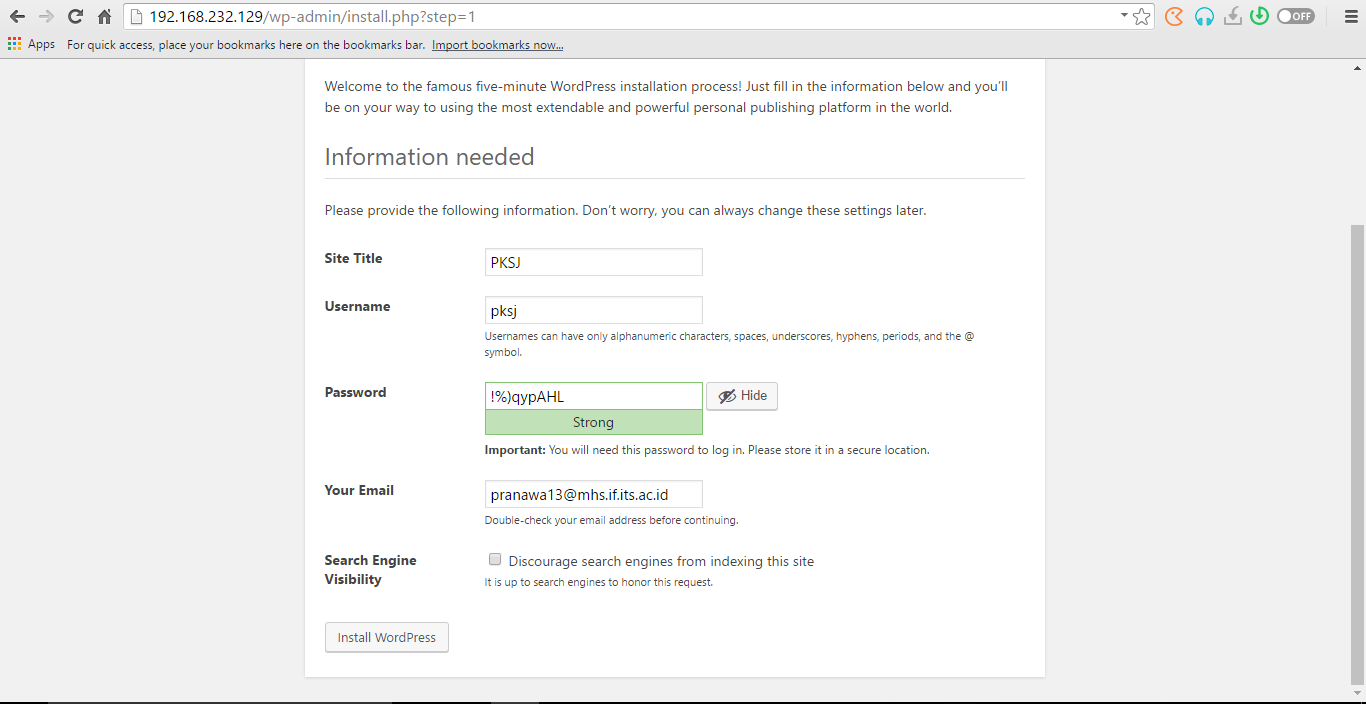 192.168.232.129/wp-admin/install.php?step=1
OFF
Apps For quick access, place your bookmarks here on the bookmarks bar. Import bookmarks now...
Welcome to the famous five-minute WordPress installation process! Just fill in the information below and you’ll
be on your way to using the most extendable and powerful personal publishing platform in the world.
Information needed
Please provide the following information. Don’t worry, you can always change these settings later.
Site Title
PKSJ
Username
pksj
Usernames can have only alphanumeric characters, spaces, underscores, hyphens, periods, and the @
symbol.
Password
!%)qypAHL
Hide
Strong
Important: You will need this password to log in. Please store it in a secure location.
Your Email
pranawa13@mhs.if.its.ac.id
Double-check your email address before continuing.
Search Engine
Visibility
Discourage search engines from indexing this site
It is up to search engines to honor this request.
Install WordPress